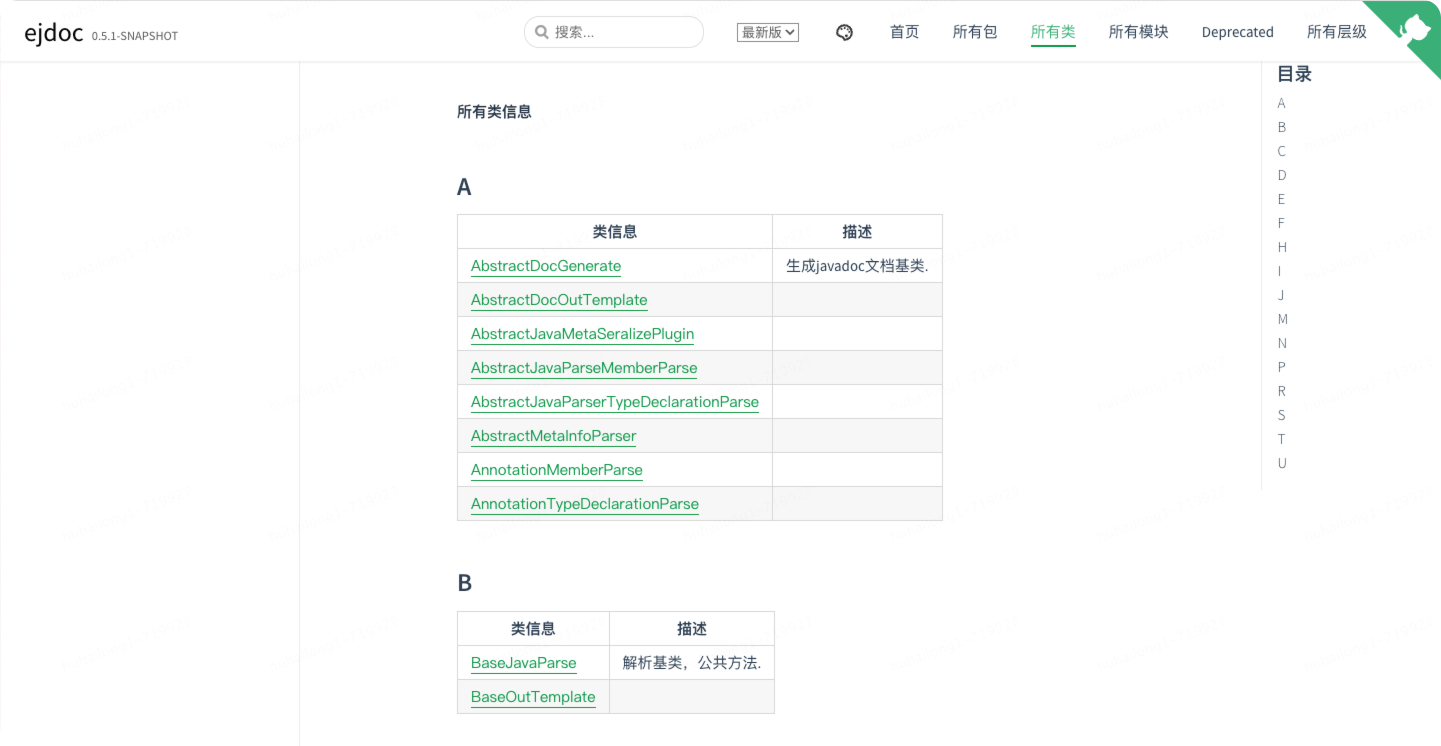 ejdoc 0.5.1-SNAPSHOT 搜索... 最新版 首页 所有包 所有类 所有模块 Deprecated 所有层级
目录
A
B
C
D
E
F
H
I
J
M
N
P
R
S
T
U
所有类信息
A
类信息 描述
AbstractDocGenerate 生成javadoc文档基类.
AbstractDocOutTemplate
AbstractJavaMetaSeralizePlugin
AbstractJavaParseMemberParse
AbstractJavaParserTypeDeclarationParse
AbstractMetaInfoParser
AnnotationMemberParse
AnnotationTypeDeclarationParse
B
类信息 描述
BaseJavaParse 解析基类，公共方法.
BaseOutTemplate